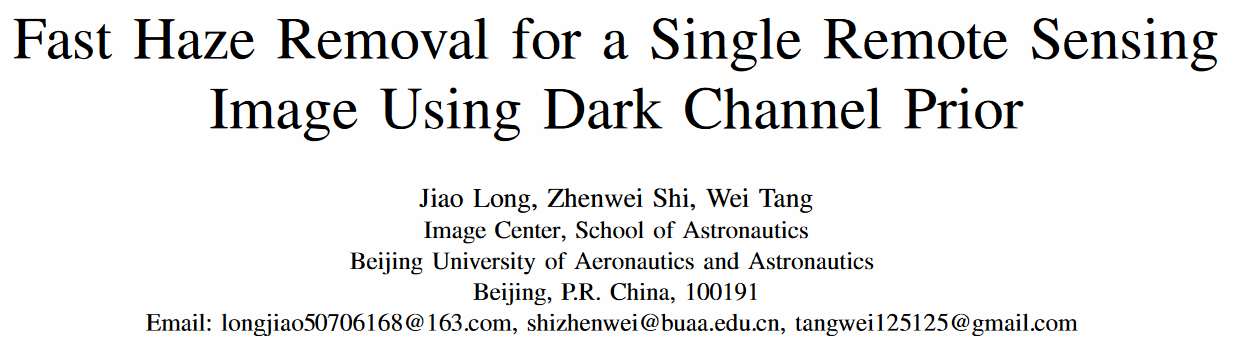 Fast Haze Removal for a Single Remote Sensing
Image Using Dark Channel Prior
Jiao Long, Zhenwei Shi, Wei Tang
Image Center, School of Astronautics
Beijing University of Aeronautics and Astronautics
Beijing, P.R. China, 100191
Email: longjiao50706168@163.com, shizhenwei@buaa.edu.cn, tangwei125125@gmail.com